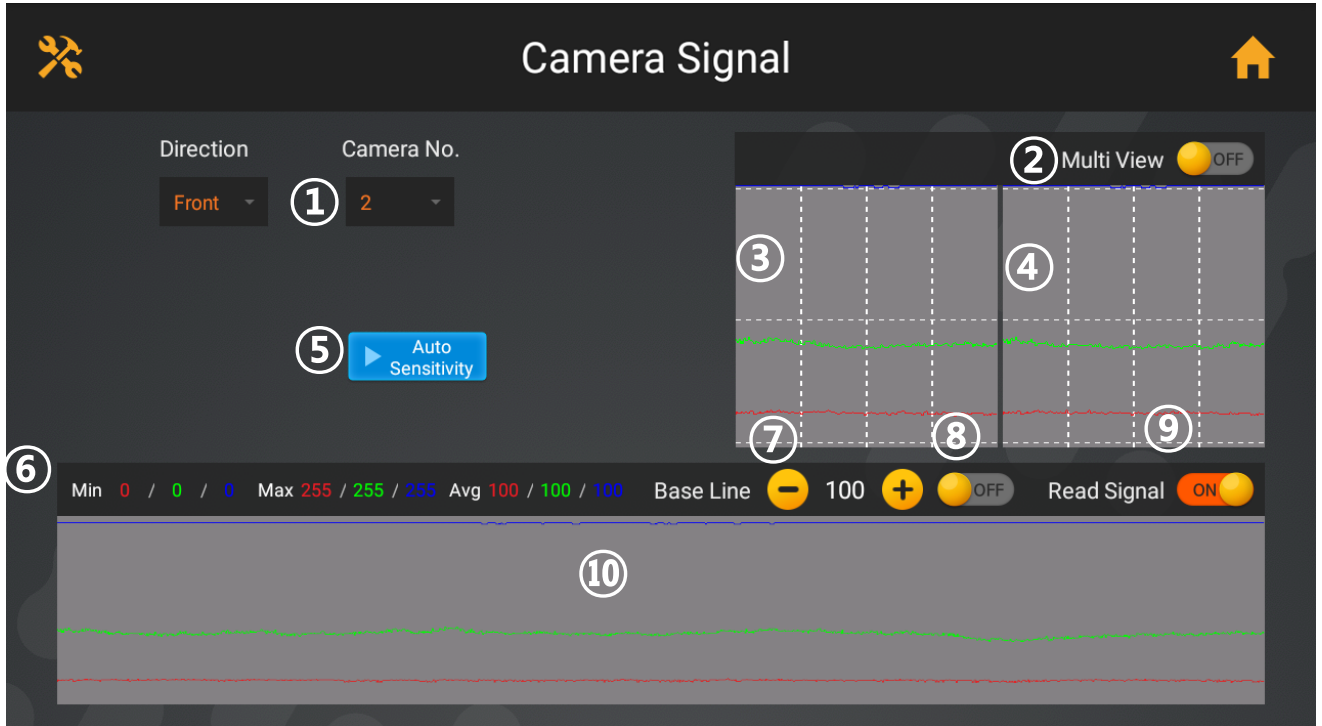 Camera Signal
Direction
Camera No.
② Multi View OFF
Front
① 2
③
④
⑤ Auto
Sensitivity
⑦
⑧
⑨
⑥
Min 0 / 0 / 0 Max 255 / 255 / 255 Avg 100 / 100 / 100 Base Line 100 OFF Read Signal ON
⑩